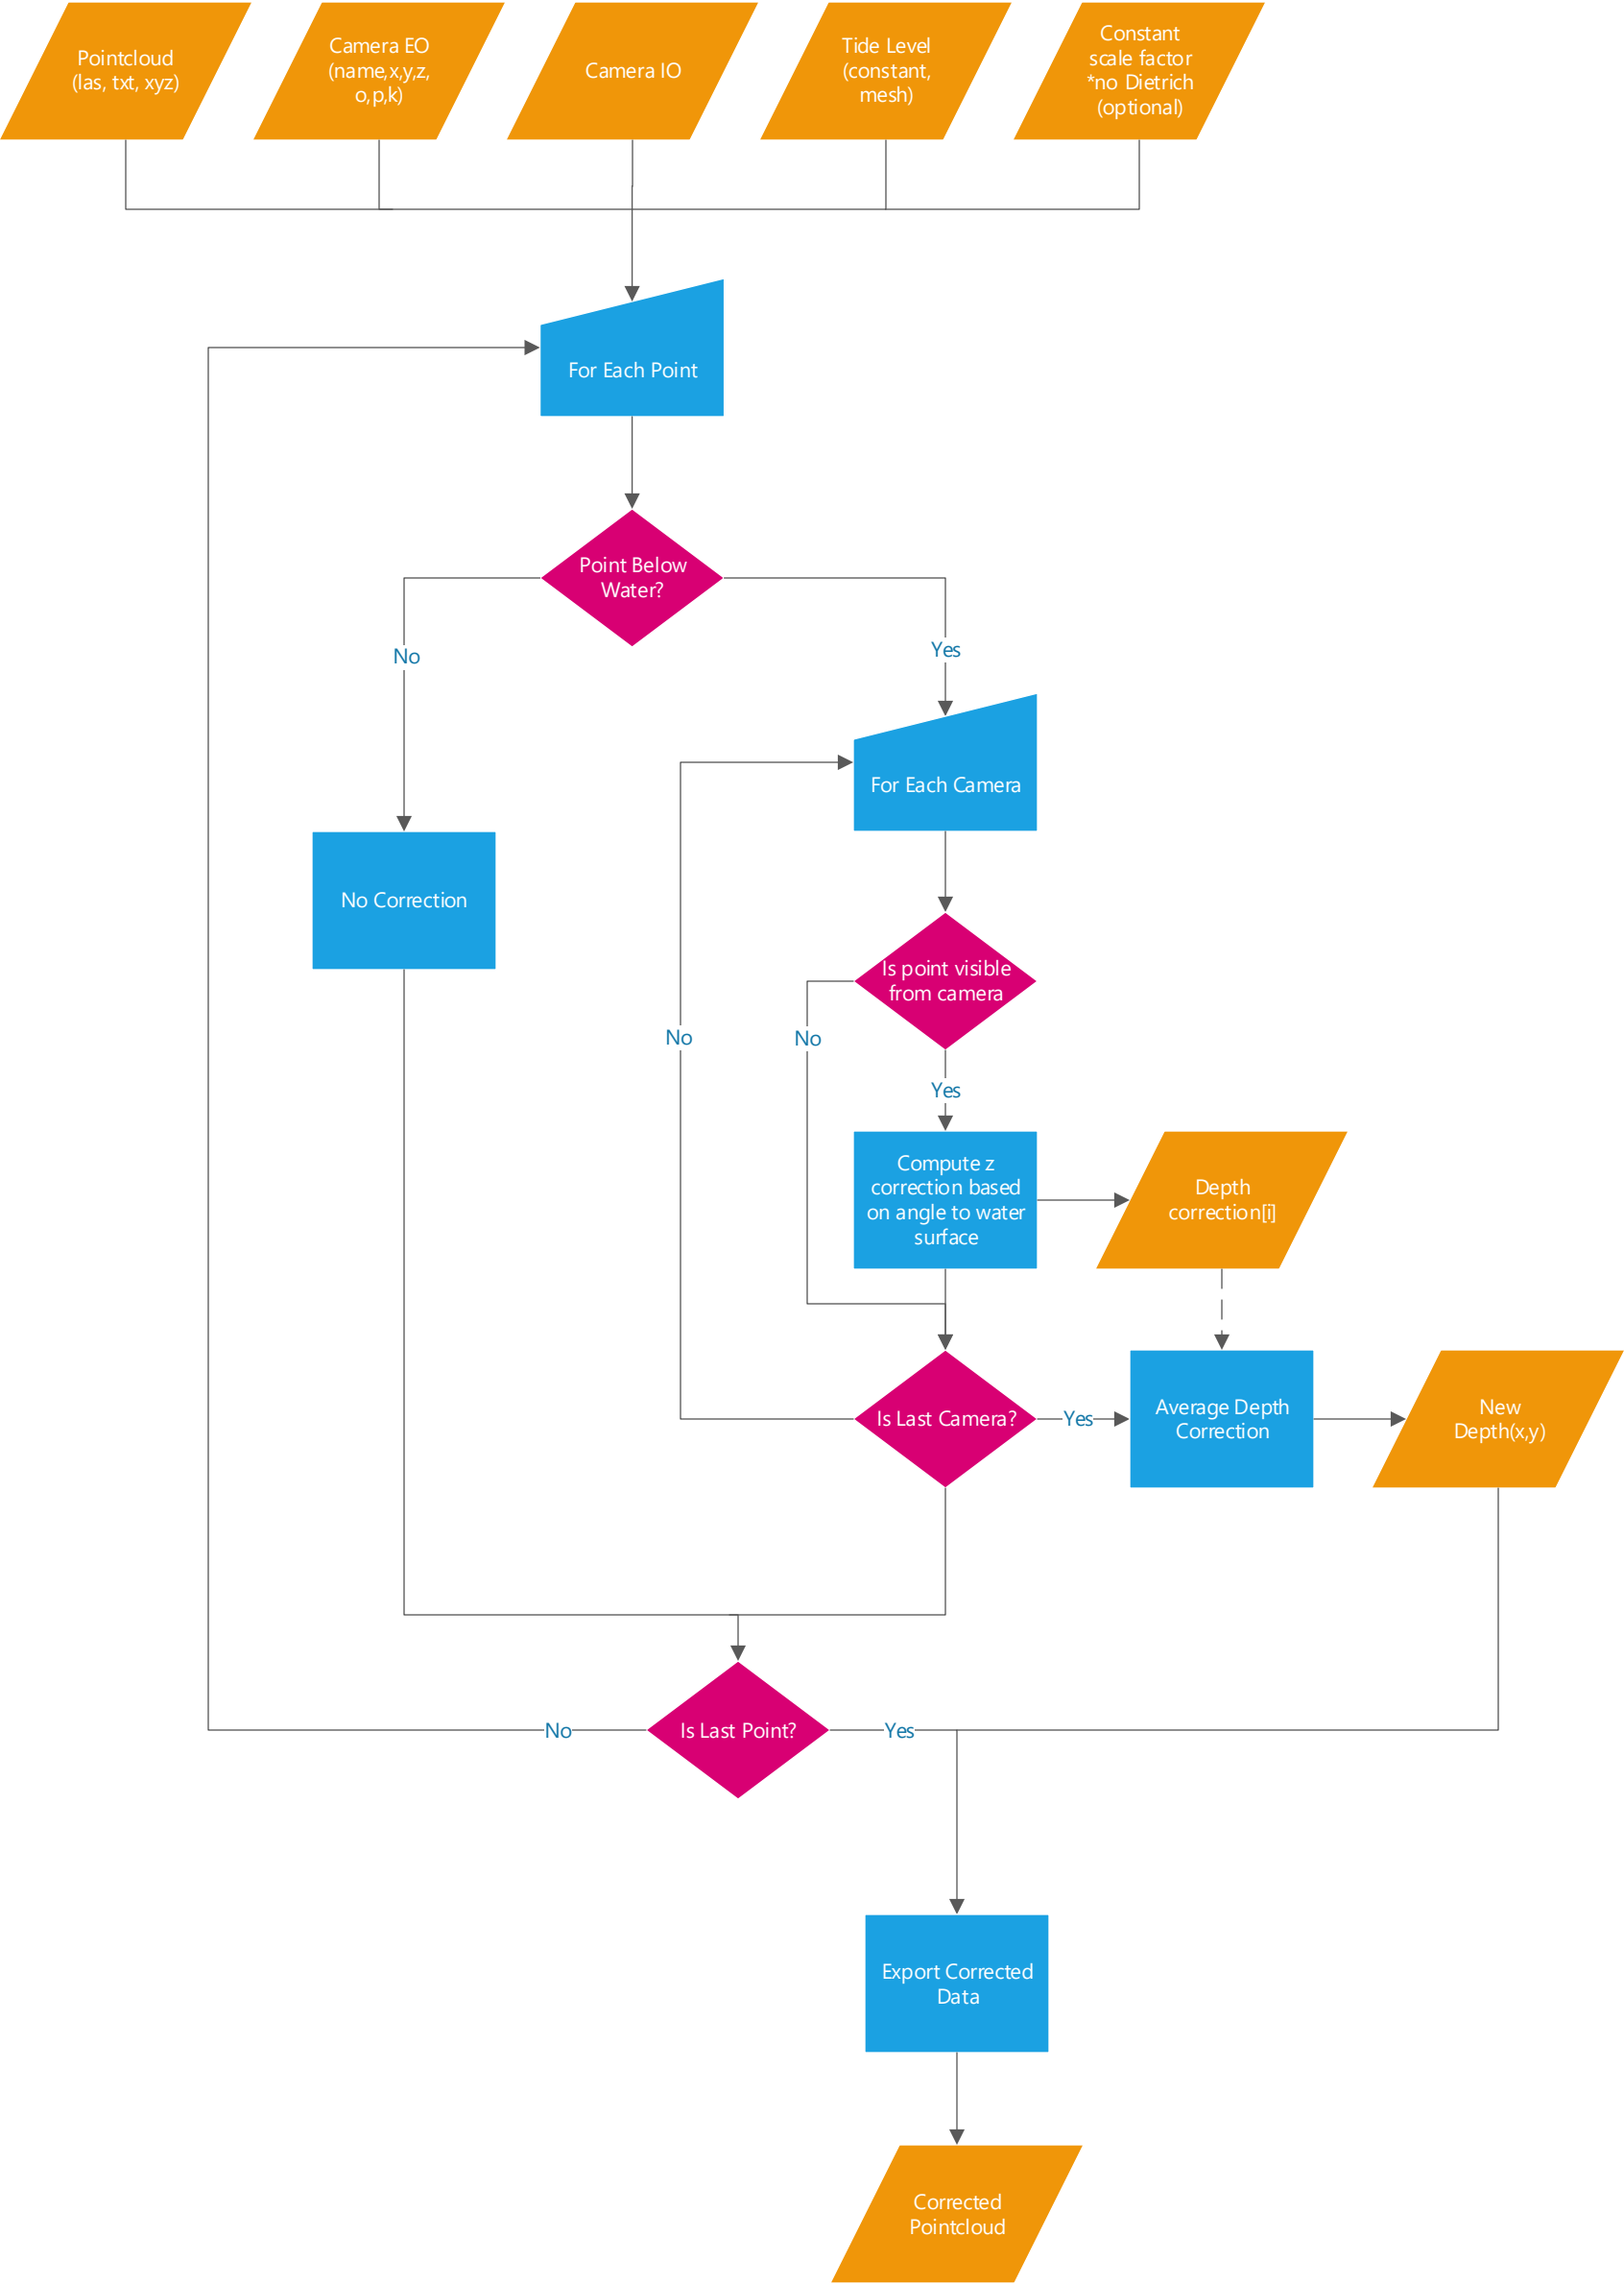 Pointcloud
(las, txt, xyz)
Camera EO
(name,x,y,z,
o,p,k)
Camera IO
Tide Level
(constant,
mesh)
Constant
scale factor
*no Dietrich
(optional)
For Each Point
Point Below
Water?
No
Yes
For Each Camera
No Correction
Is point visible
from camera
No
No
Yes
Compute z
correction based
on angle to water
surface
Depth
correction[i]
Is Last Camera?
Yes
Average Depth
Correction
New
Depth(x,y)
No
Is Last Point?
Yes
Export Corrected
Data
Corrected
Pointcloud